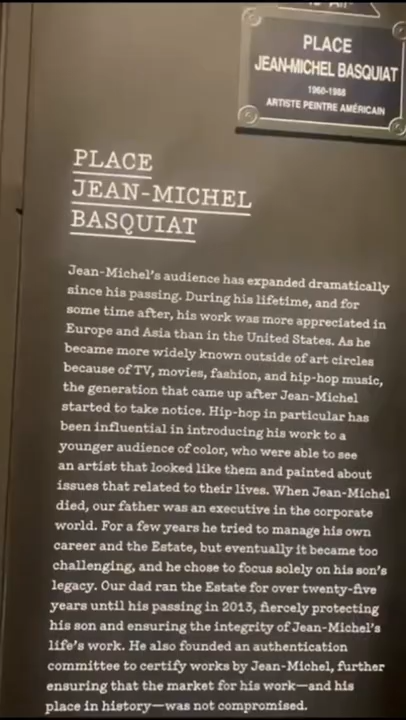 PLACE
JEAN-MICHEL BASQUIAT
1960-1988
ARTISTE PEINTRE AMÉRICAIN
PLACE
JEAN-MICHEL
BASQUIAT
Jean-Michel's audience has expanded dramatically
since his passing. During his lifetime, and for
some time after, his work was more appreciated in
Europe and Asia than in the United States. As he
became more widely known outside of art circles
because of TV, movies, fashion, and hip-hop music,
the generation that came up after Jean-Michel
started to take notice. Hip-hop in particular has
been influential in introducing his work to a
younger audience of color, who were able to see
an artist that looked like them and painted about
issues that related to their lives. When Jean-Michel
died, our father was an executive in the corporate
world. For a few years he tried to manage his own
career and the Estate, but eventually it became too
challenging, and he chose to focus solely on his son's
legacy. Our dad ran the Estate for over twenty-five
years until his passing in 2013, fiercely protecting
his son and ensuring the integrity of Jean-Michel's
life's work. He also founded an authentication
committee to certify works by Jean-Michel, further
ensuring that the market for his work—and his
place in history—was not compromised.